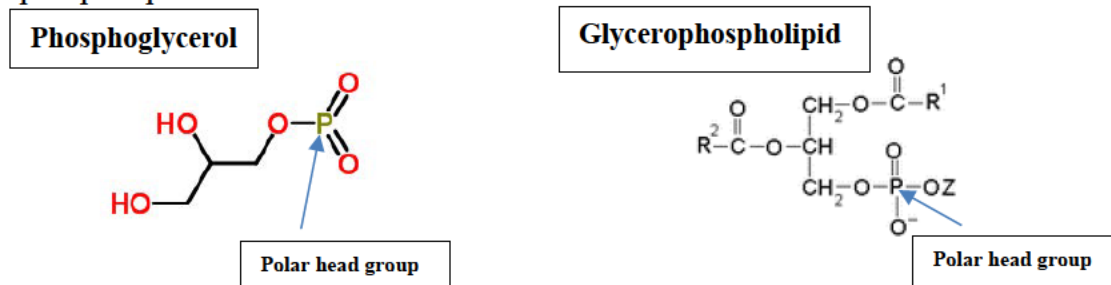 Phosphoglycerol
Glycerophospholipid
HO
HO
O
P
O
O
Polar head group
O
CH2–O–C–R1
O
R2–C–O–CH
O
CH2–O–P–OZ
O−
Polar head group